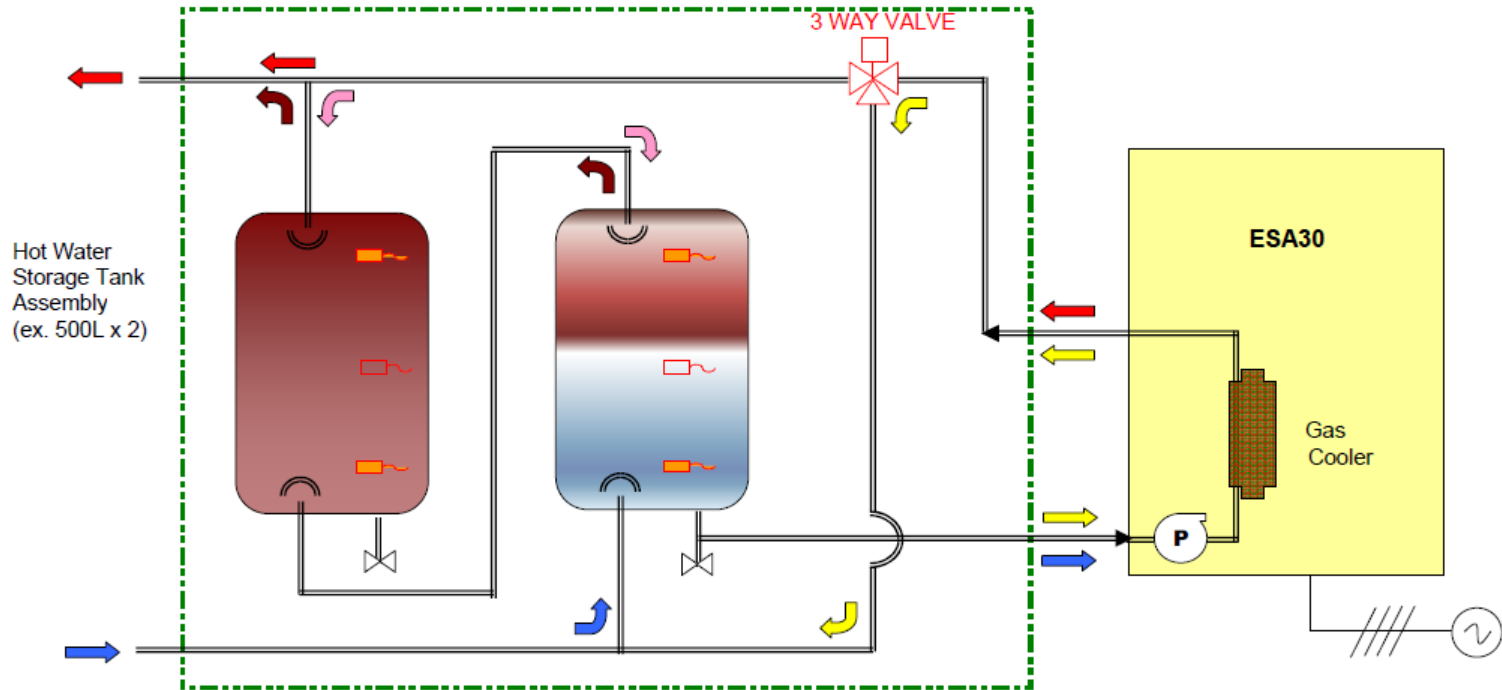 3 WAY VALVE
Hot Water
Storage Tank
Assembly
(ex. 500L x 2)
ESA30
Gas
Cooler
P